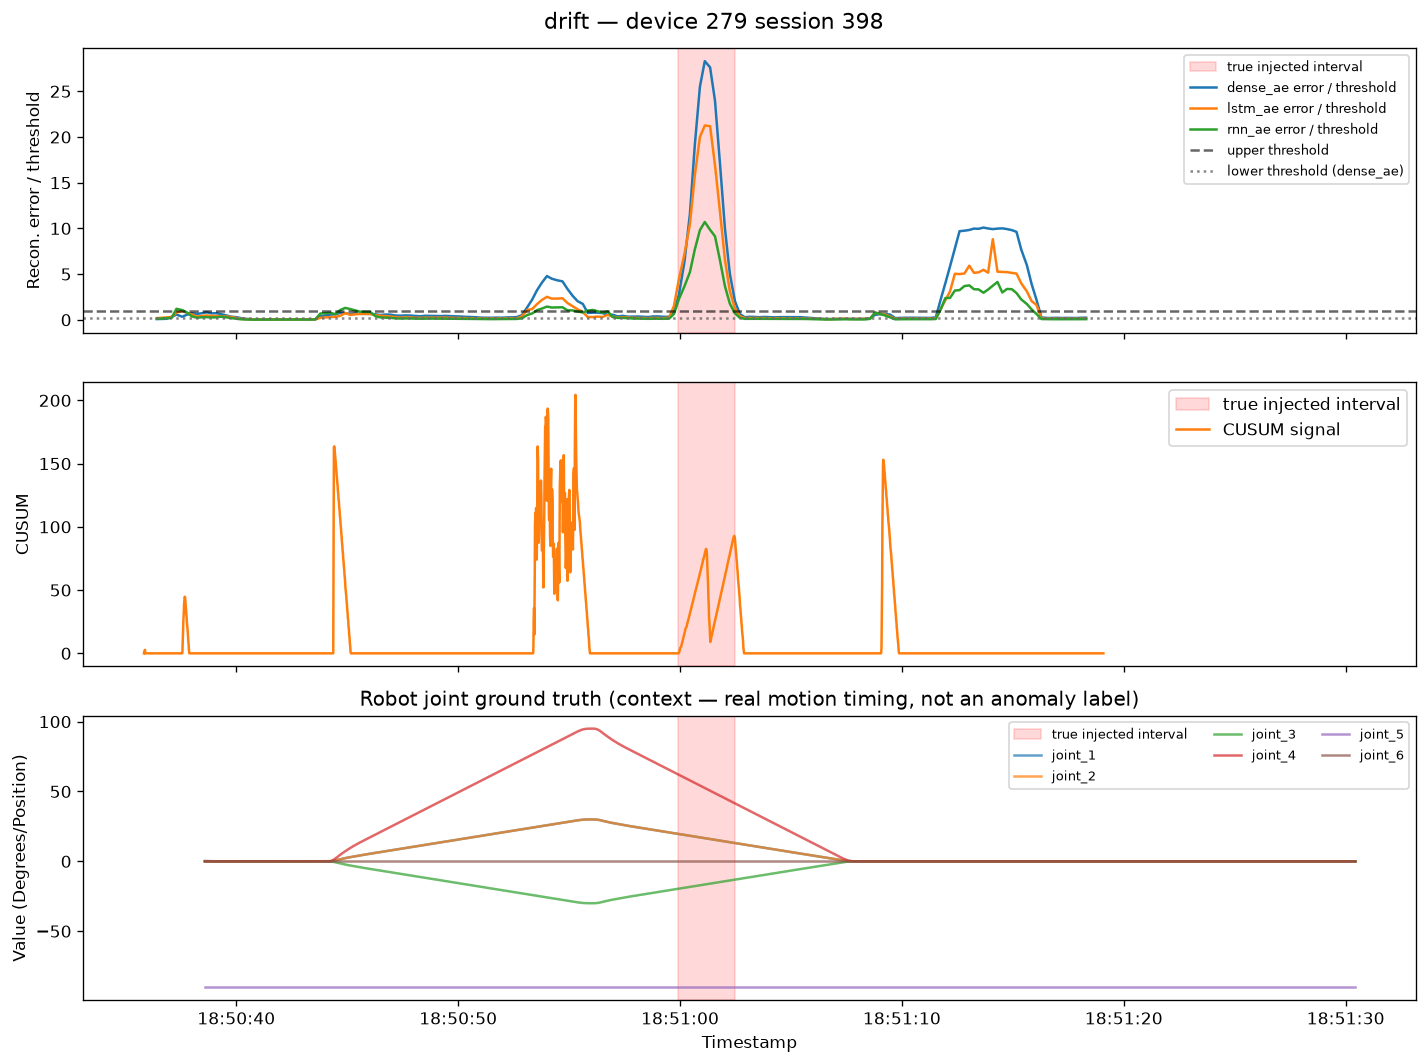 drift — device 279 session 398
Recon. error / threshold
25
20
15
10
5
0
true injected interval
dense_ae error / threshold
lstm_ae error / threshold
rnn_ae error / threshold
upper threshold
lower threshold (dense_ae)
CUSUM
200
150
100
50
0
true injected interval
CUSUM signal
Robot joint ground truth (context — real motion timing, not an anomaly label)
Value (Degrees/Position)
100
50
0
−50
true injected interval
joint_1
joint_2
joint_3
joint_4
joint_5
joint_6
18:50:40
18:50:50
18:51:00
18:51:10
18:51:20
18:51:30
Timestamp